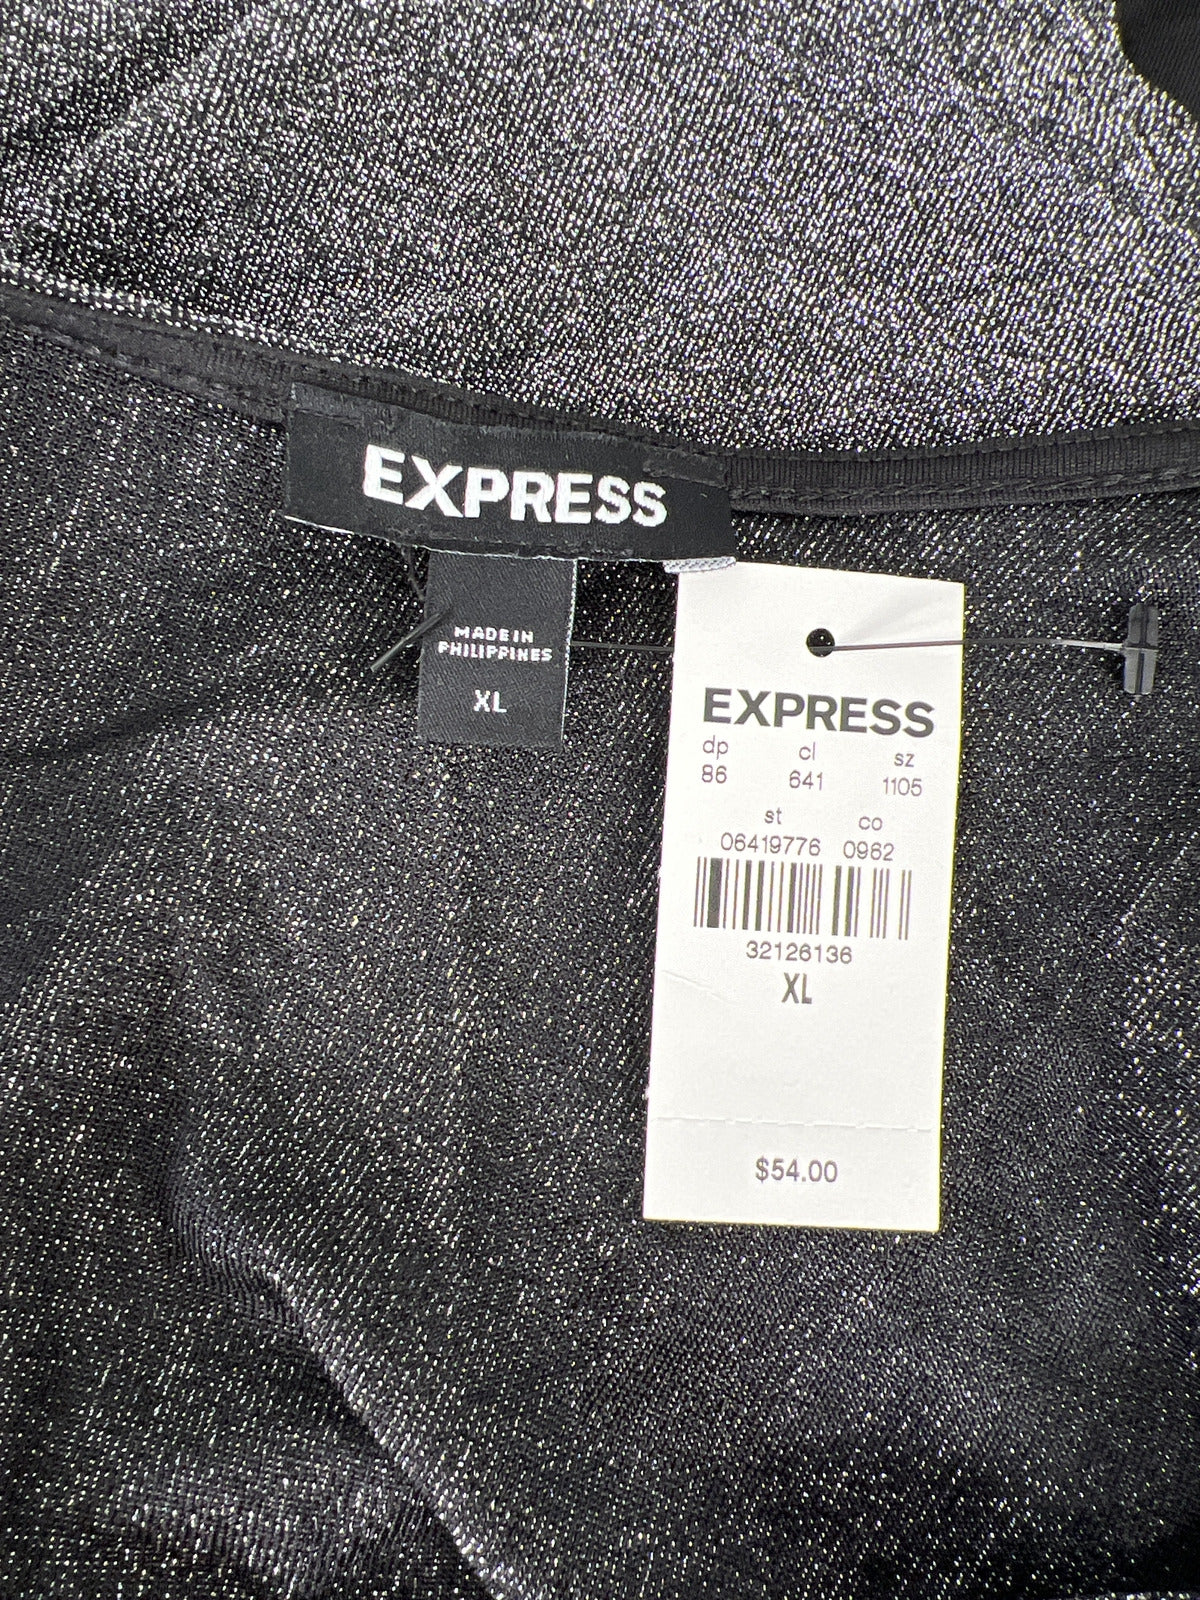 EXPRESS
MADE IN
PHILIPPINES
XL
EXPRESS
dp cl sz
86 641 1105
st co
06419776 0962
32126136
XL
$54.00